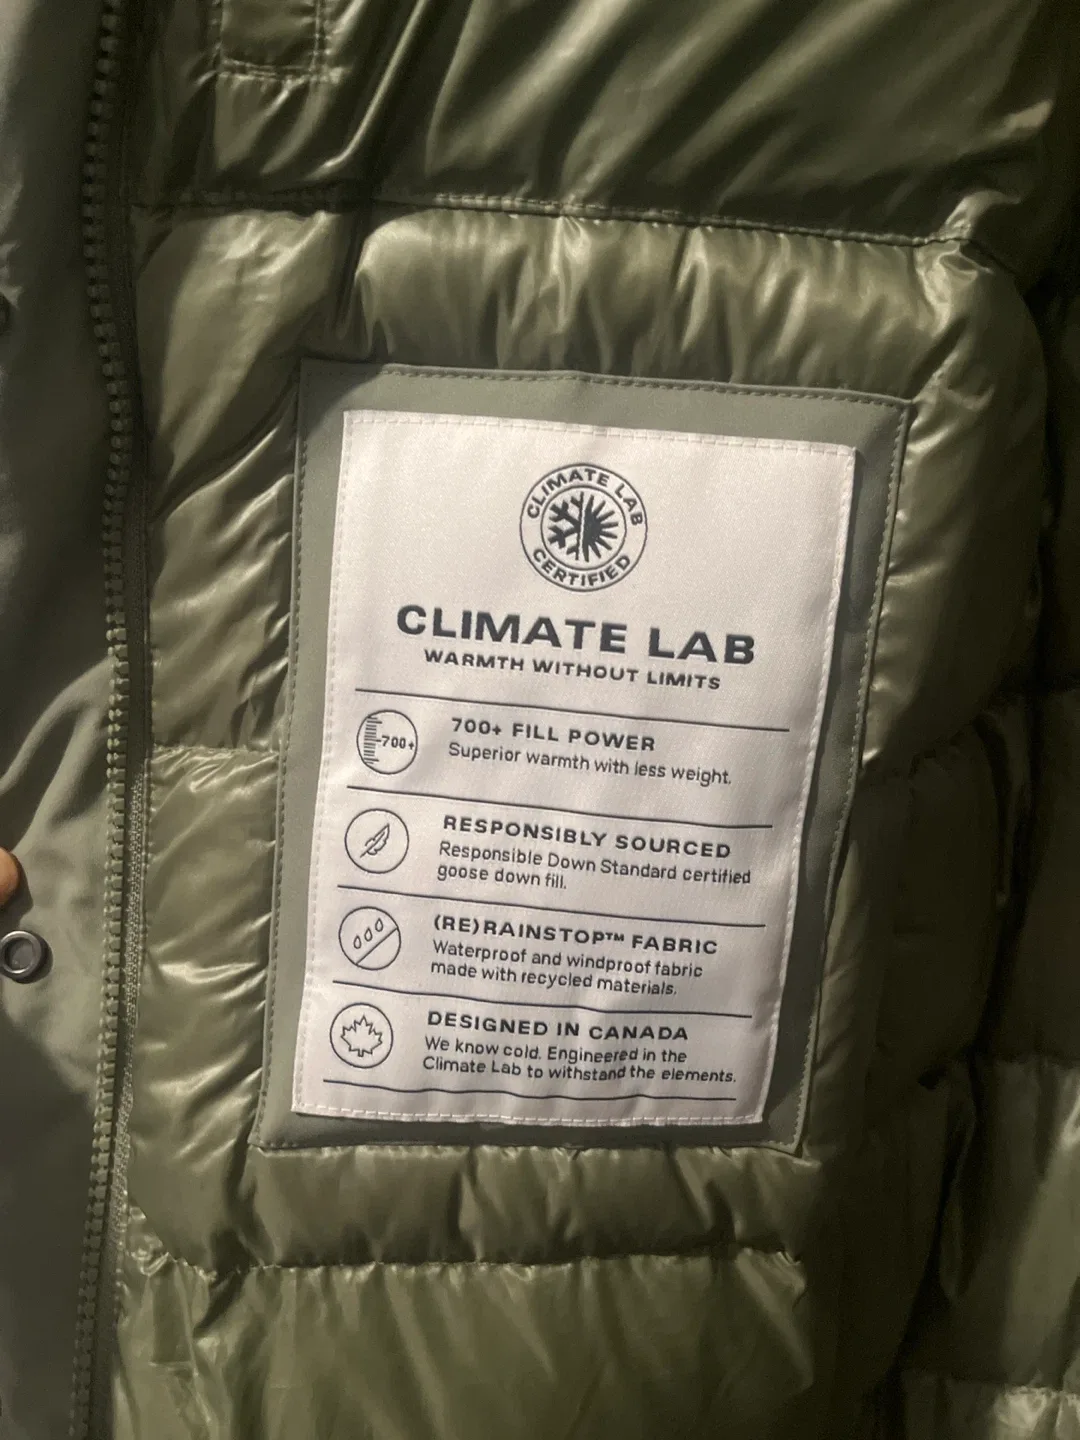 CLIMATE LAB
CERTIFIED
CLIMATE LAB
WARMTH WITHOUT LIMITS
700+
700+ FILL POWER
Superior warmth with less weight.
RESPONSIBLY SOURCED
Responsible Down Standard certified
goose down fill.
(RE)RAINSTOP™ FABRIC
Waterproof and windproof fabric
made with recycled materials.
DESIGNED IN CANADA
We know cold. Engineered in the
Climate Lab to withstand the elements.